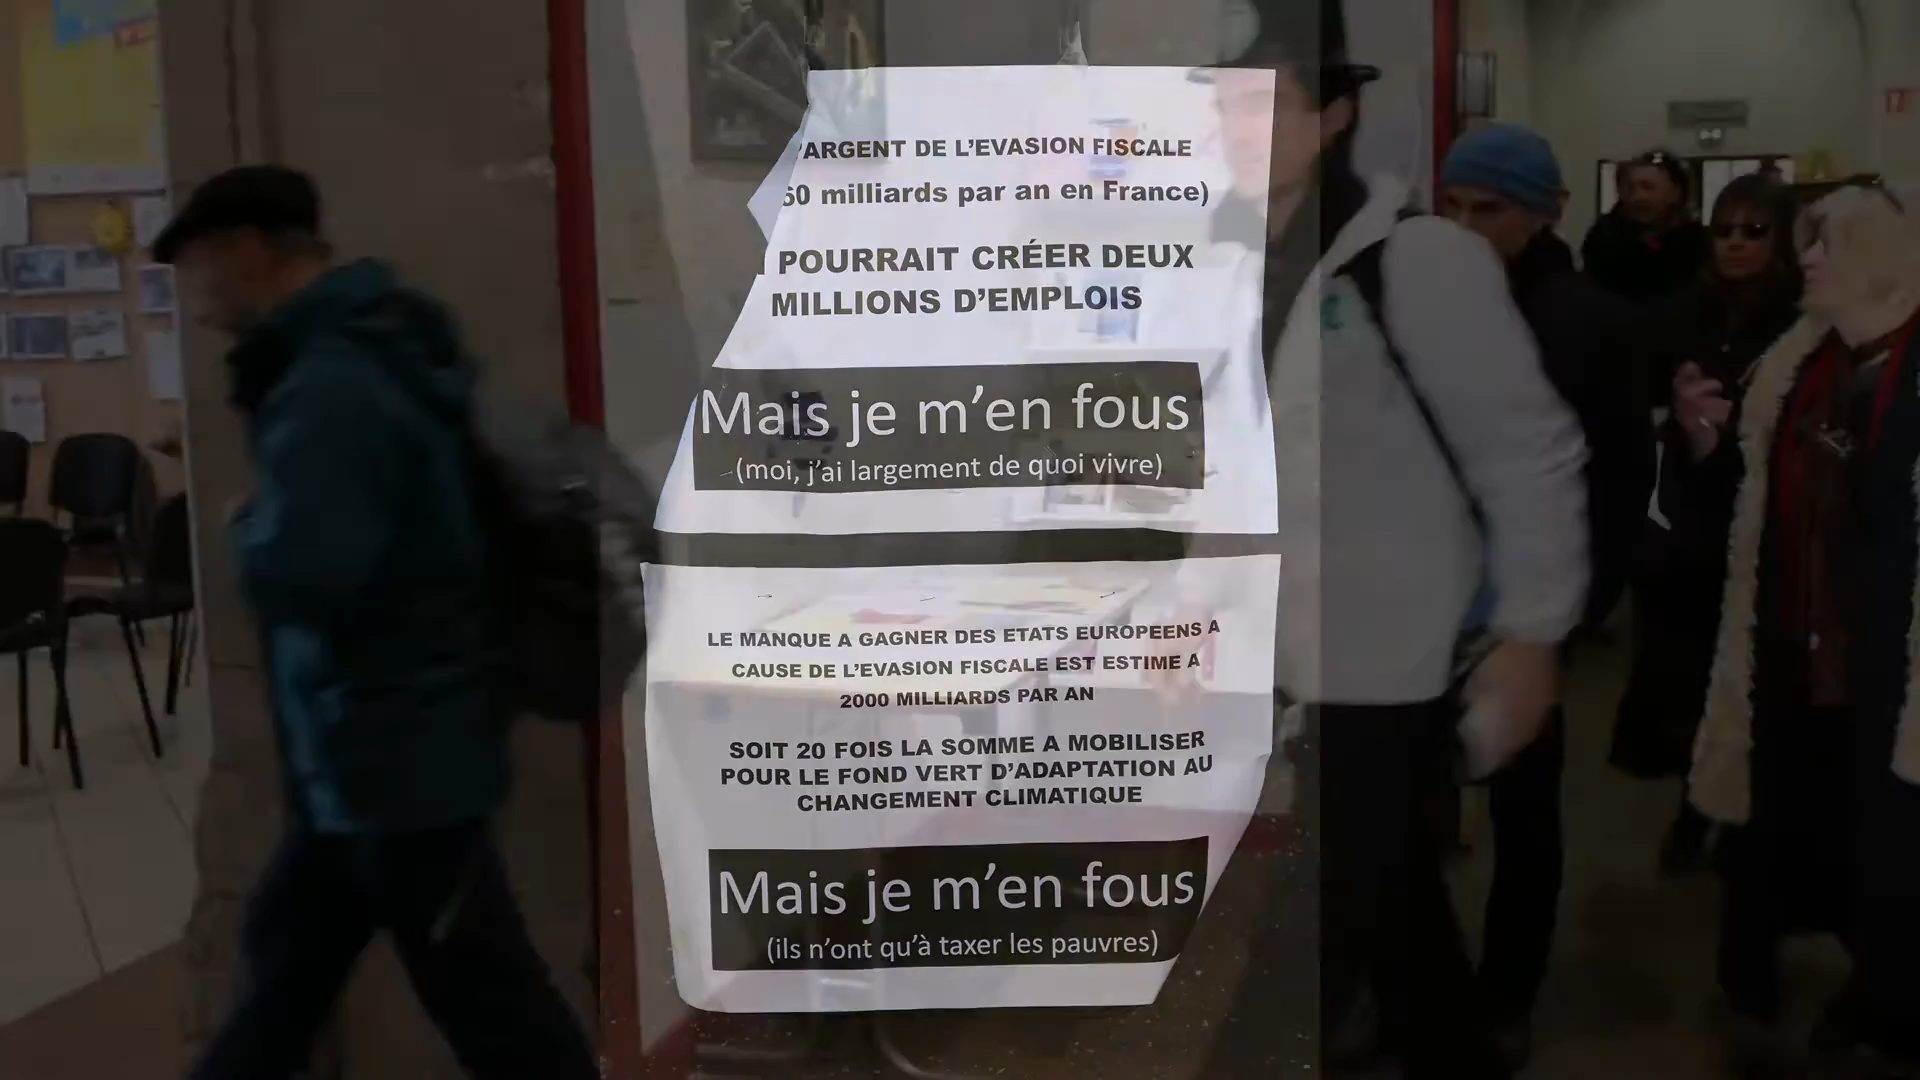 'ARGENT DE L'EVASION FISCALE
60 milliards par an en France)
POURRAIT CRÉER DEUX
MILLIONS D'EMPLOIS
Mais je m'en fous
(moi, j'ai largement de quoi vivre)
LE MANQUE A GAGNER DES ETATS EUROPEENS A
CAUSE DE L'EVASION FISCALE EST ESTIME A
2000 MILLIARDS PAR AN
SOIT 20 FOIS LA SOMME A MOBILISER
POUR LE FOND VERT D'ADAPTATION AU
CHANGEMENT CLIMATIQUE
Mais je m'en fous
(ils n'ont qu'à taxer les pauvres)